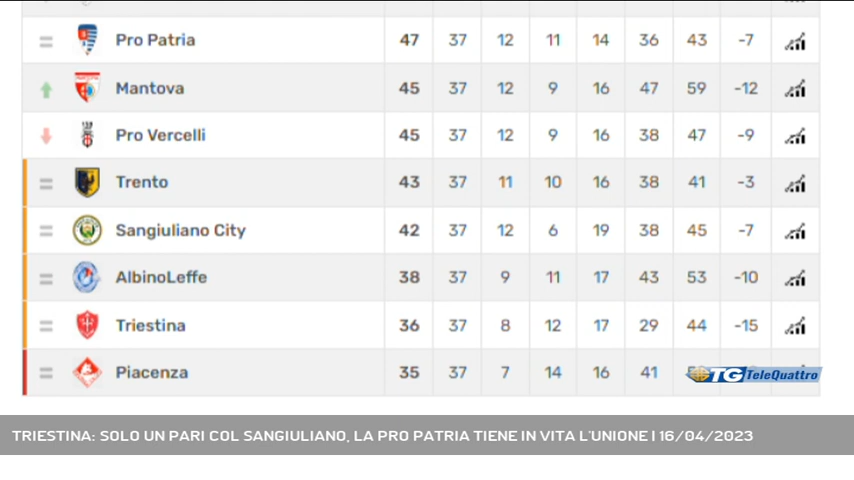 Pro Patria 47 37 12 11 14 36 43 -7
Mantova 45 37 12 9 16 47 59 -12
Pro Vercelli 45 37 12 9 16 38 47 -9
Trento 43 37 11 10 16 38 41 -3
Sangiuliano City 42 37 12 6 19 38 45 -7
AlbinoLeffe 38 37 9 11 17 43 53 -10
Triestina 36 37 8 12 17 29 44 -15
Piacenza 35 37 7 14 16 41
TG TeleQuattro
TRIESTINA: SOLO UN PARI COL SANGIULIANO, LA PRO PATRIA TIENE IN VITA L'UNIONE | 16/04/2023